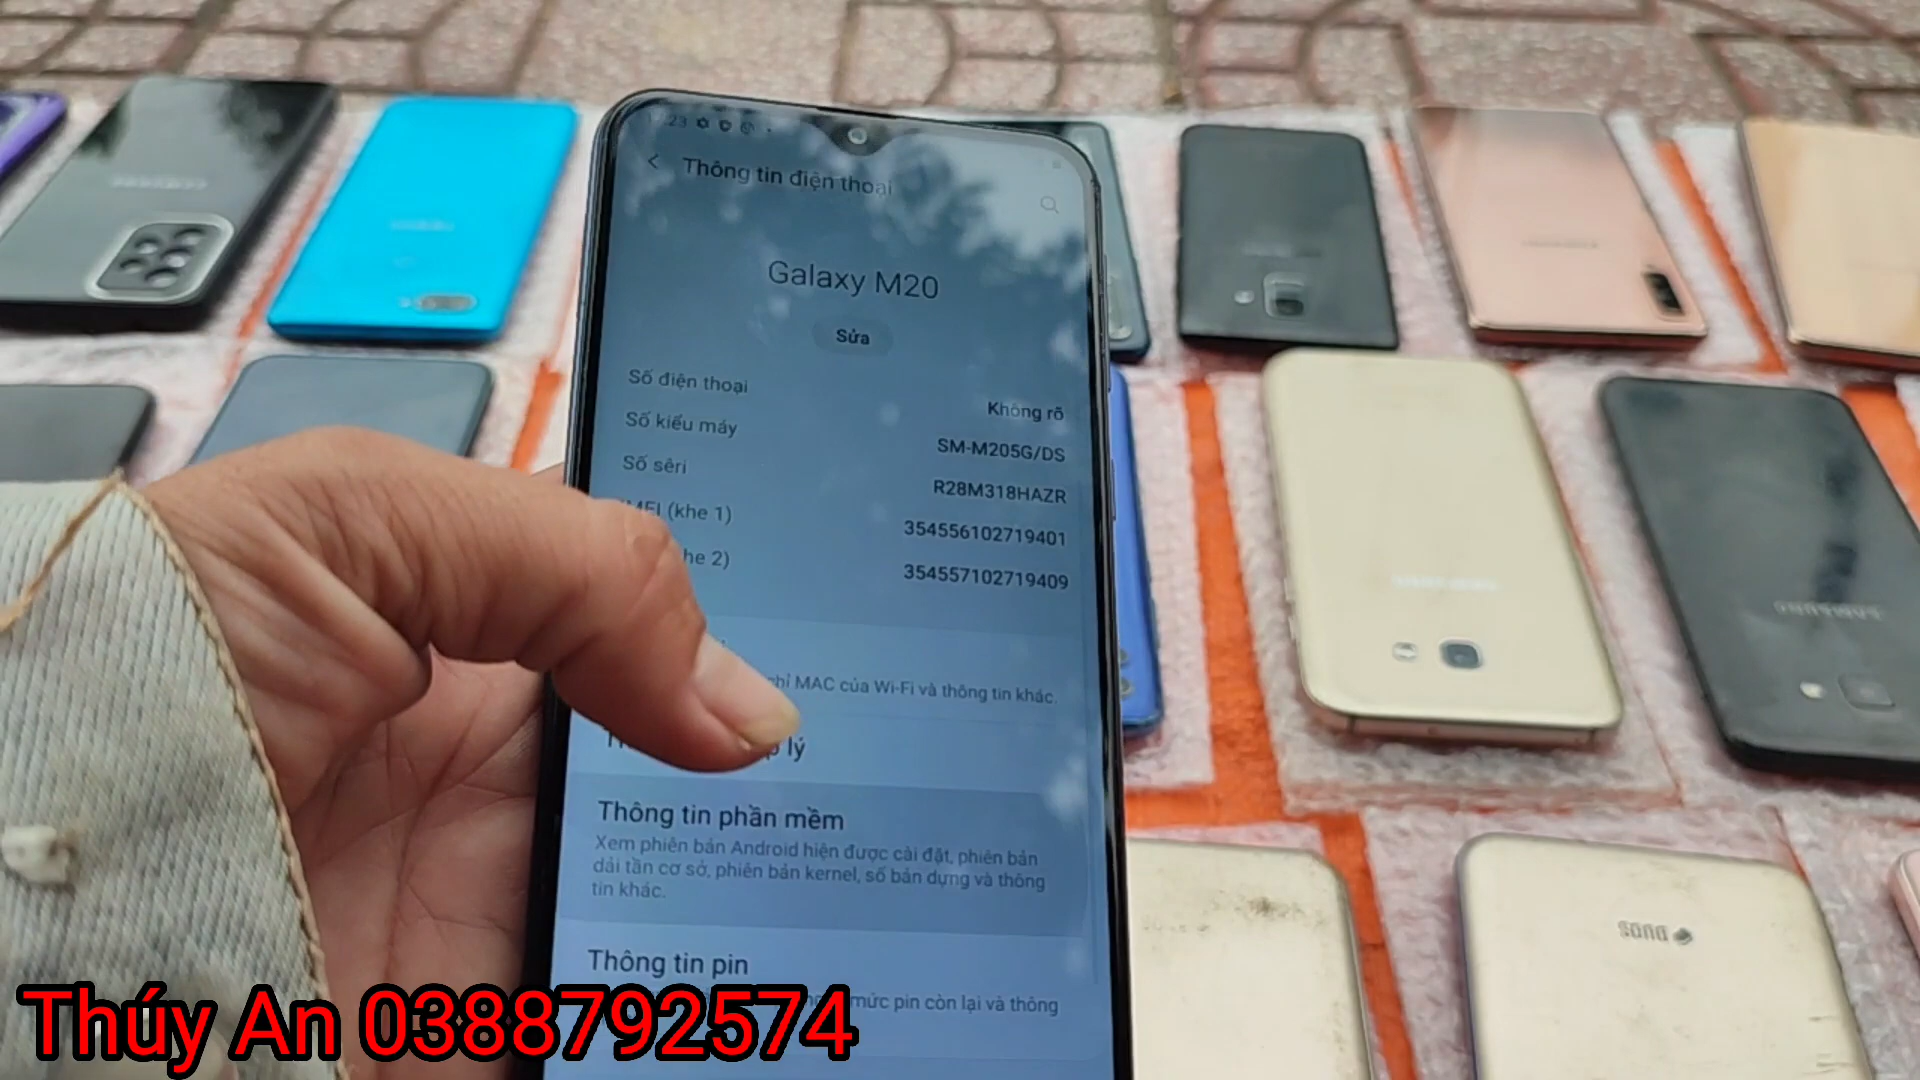 Thông tin điện thoại
Galaxy M20
Sửa
Số điện thoại
Không rõ
Số kiểu máy
SM-M205G/DS
Số sêri
R28M318HAZR
(khe 1)
354556102719401
2)
354557102719409
MAC của Wi-Fi và thông tin khác.
lý
Thông tin phần mềm
Xem phiên bản Android hiện được cài đặt, phiên bản
dải tần cơ sở, phiên bản kernel, số bản dựng và thông
tin khác.
Thông tin pin
mức pin còn lại và thông
SAMSUNG
DUOS
Thúy An 0388792574